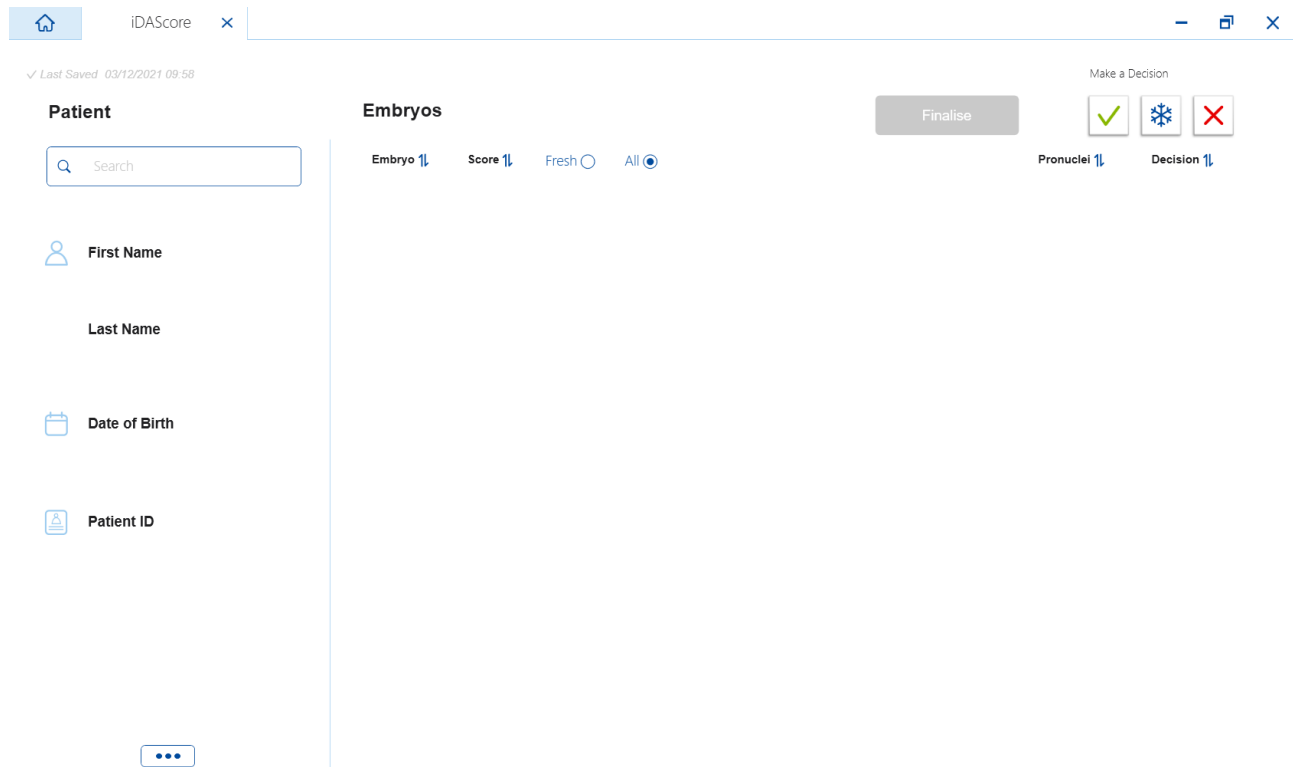 iDAScore
Last Saved 03/12/2021 09:58
Make a Decision
Patient
Embryos
Finalise
Search
Embryo
Score
Fresh
All
Pronuclei
Decision
First Name
Last Name
Date of Birth
Patient ID